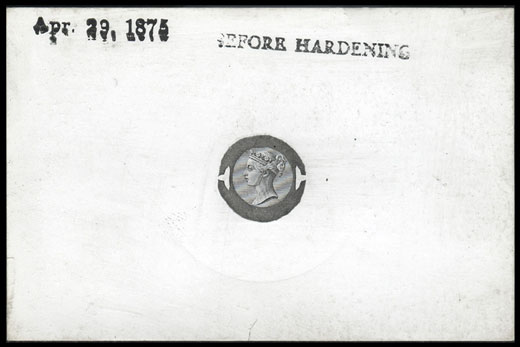 Apr. 29, 1875
BEFORE HARDENING